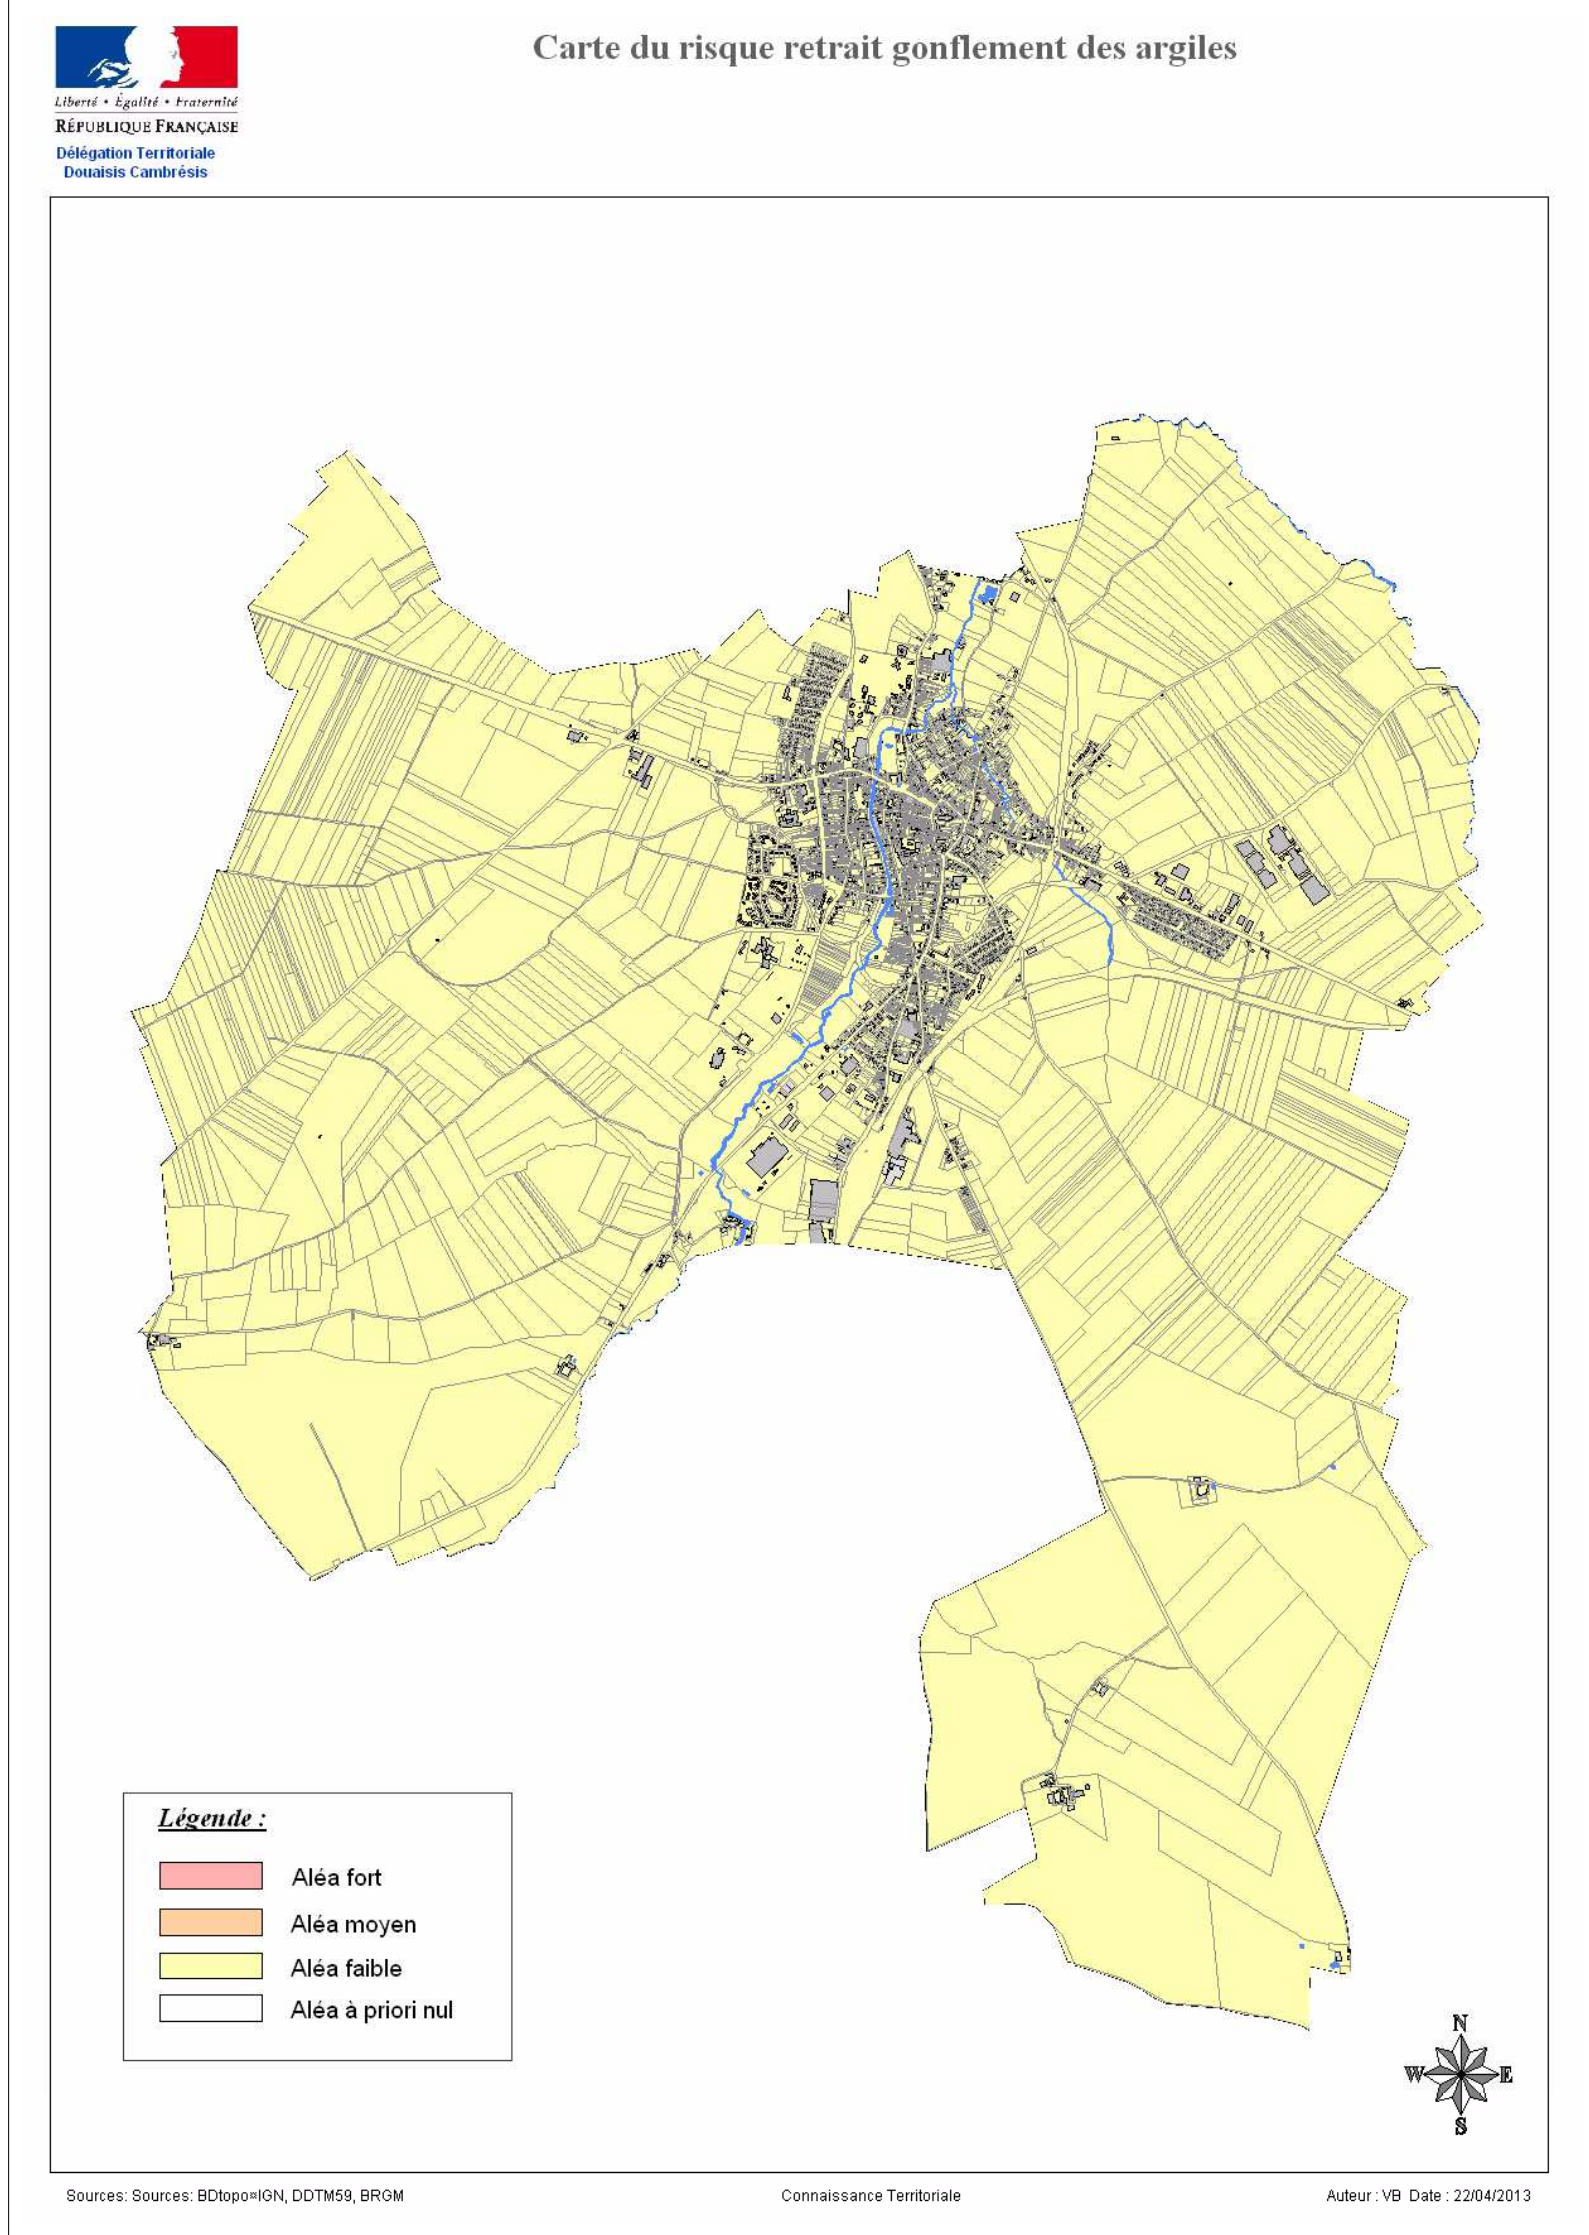 Carte du risque retrait gonflement des argiles
Liberté • Égalité • Fraternité
RÉPUBLIQUE FRANÇAISE
Délégation Territoriale
Douaisis Cambrésis
Légende :
Aléa fort
Aléa moyen
Aléa faible
Aléa à priori nul
N
W E
S
Sources: Sources: BDtopo¤IGN, DDTM59, BRGM
Connaissance Territoriale
Auteur : VB Date : 22/04/2013